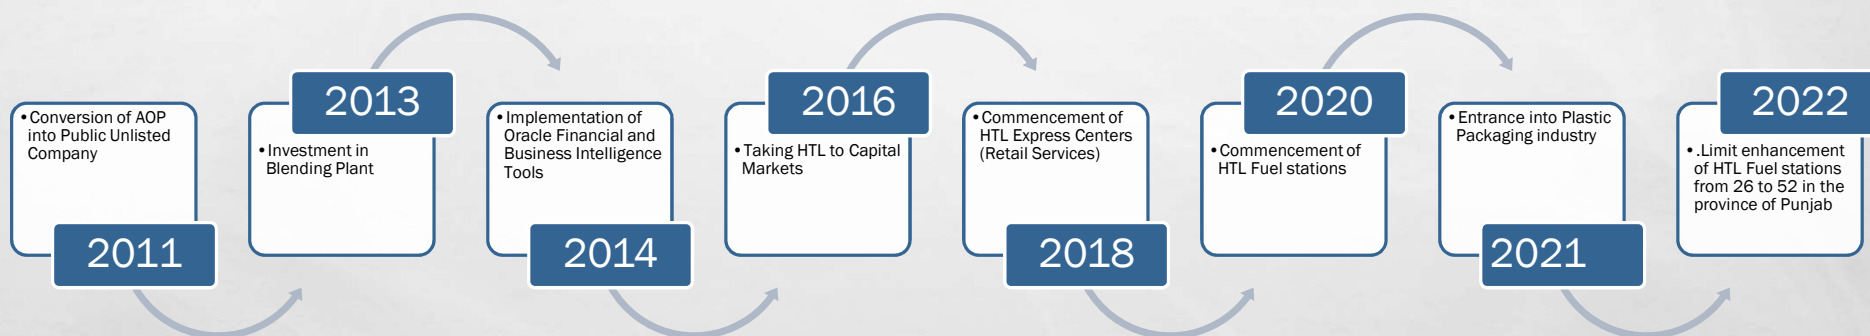 • Conversion of AOP
into Public Unlisted
Company
2011
2013
• Investment in
Blending Plant
• Implementation of
Oracle Financial and
Business Intelligence
Tools
2014
2016
• Taking HTL to Capital
Markets
• Commencement of
HTL Express Centers
(Retail Services)
2018
2020
• Commencement of
HTL Fuel stations
• Entrance into Plastic
Packaging industry
2021
2022
• .Limit enhancement
of HTL Fuel stations
from 26 to 52 in the
province of Punjab